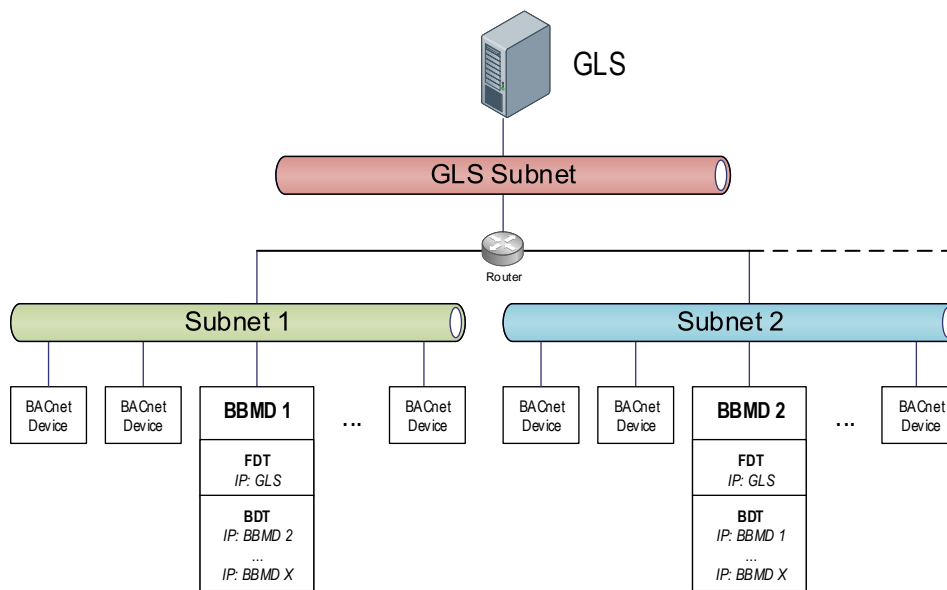 GLS
GLS Subnet
Router
Subnet 1
Subnet 2
BACnet
Device
BACnet
Device
BBMD 1
...
BACnet
Device
FDT
IP: GLS
BDT
IP: BBMD 2
...
IP: BBMD X
BACnet
Device
BACnet
Device
BBMD 2
...
BACnet
Device
FDT
IP: GLS
BDT
IP: BBMD 1
...
IP: BBMD X